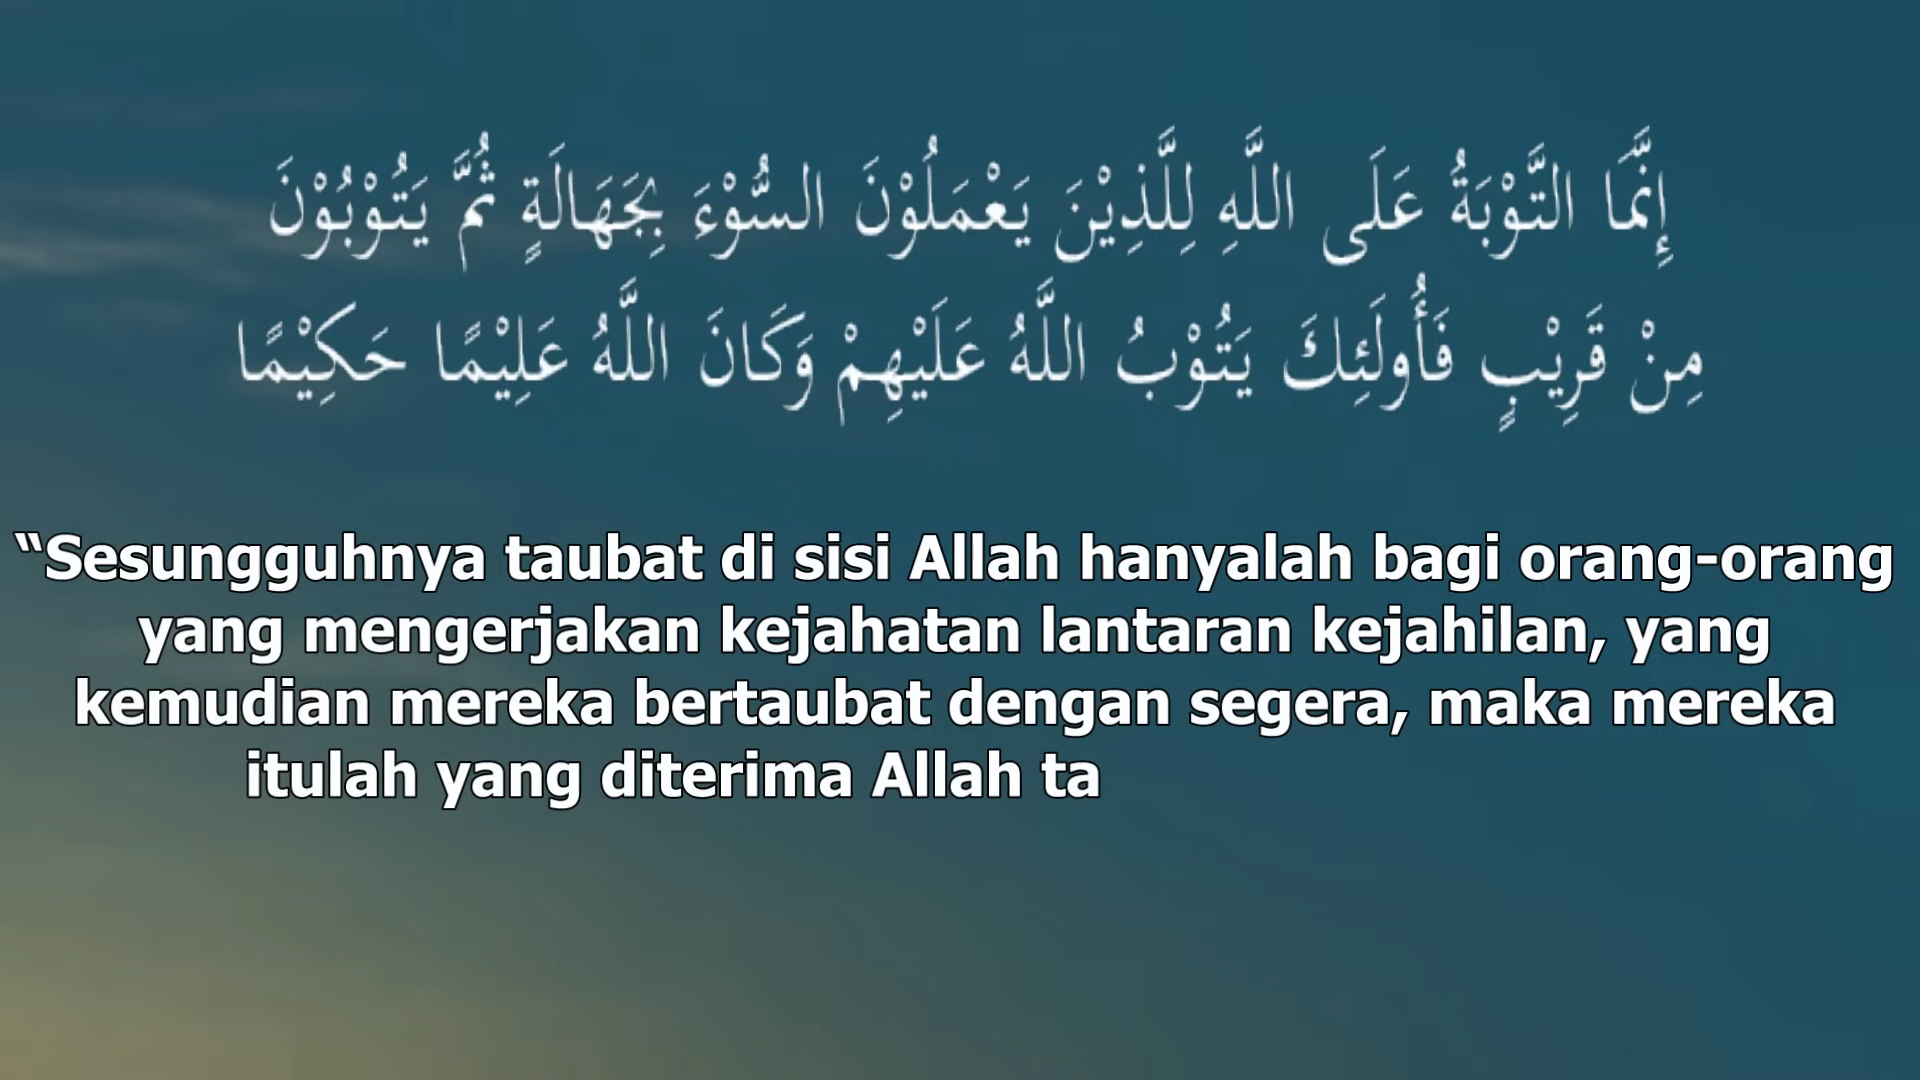 إِنَّمَا التَّوْبَةُ عَلَى اللَّهِ لِلَّذِيْنَ يَعْمَلُوْنَ السُّوْءَ بِجَهَالَةٍ ثُمَّ يَتُوْبُوْنَ
مِنْ قَرِيْبٍ فَأُولَئِكَ يَتُوْبُ اللَّهُ عَلَيْهِمْ وَكَانَ اللَّهُ عَلِيْمًا حَكِيْمًا
“Sesungguhnya taubat di sisi Allah hanyalah bagi orang-orang
yang mengerjakan kejahatan lantaran kejahilan, yang
kemudian mereka bertaubat dengan segera, maka mereka
itulah yang diterima Allah ta